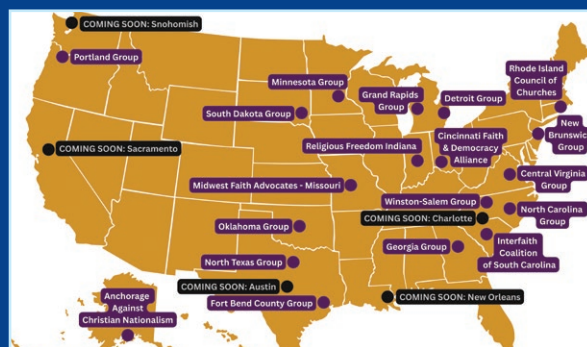 COMING SOON: Snohomish
Portland Group
Rhode Island
Council of
Churches
Minnesota Group
Grand Rapids
Group
Detroit Group
South Dakota Group
New
Brunswick
Group
Cincinnati Faith
& Democracy
Alliance
COMING SOON: Sacramento
Religious Freedom Indiana
Central Virginia
Group
Midwest Faith Advocates - Missouri
Winston-Salem Group
North Carolina
Group
COMING SOON: Charlotte
Oklahoma Group
Georgia Group
Interfaith
Coalition
of South Carolina
North Texas Group
COMING SOON: Austin
Fort Bend County Group
COMING SOON: New Orleans
Anchorage
Against
Christian Nationalism